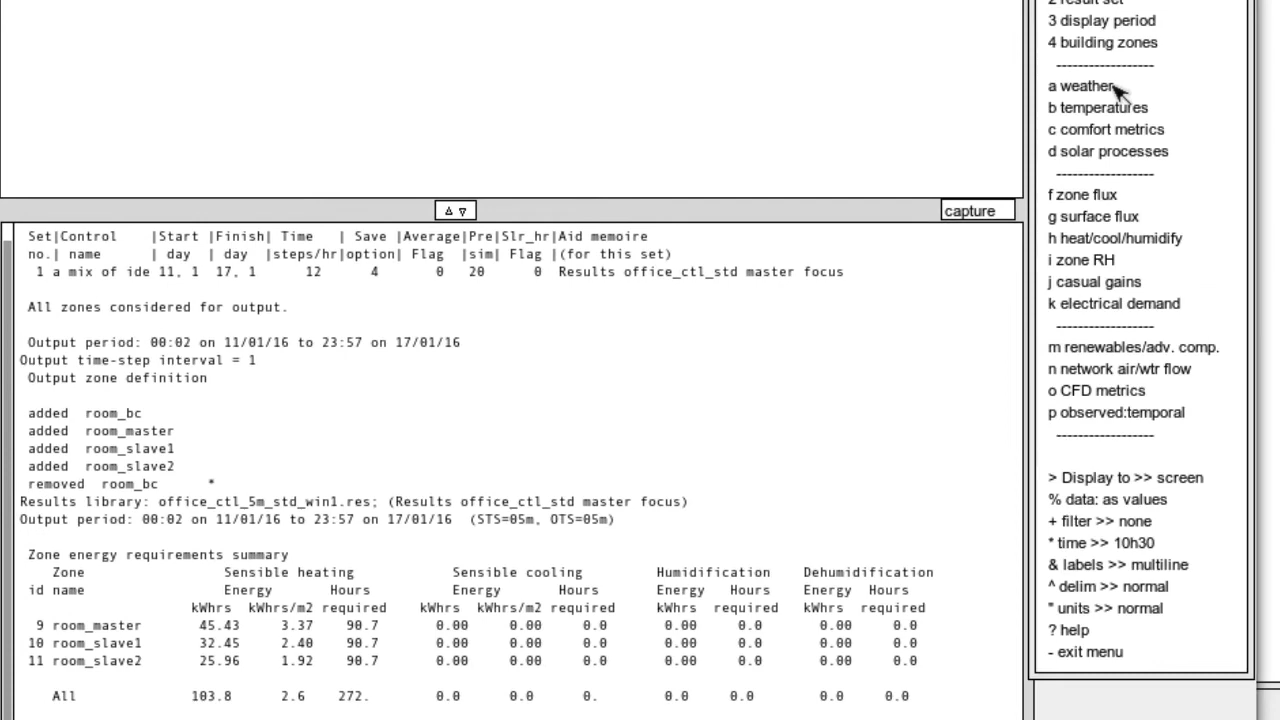 2 result set
3 display period
4 building zones
-------------------
a weather
b temperatures
c comfort metrics
d solar processes
-------------------
f zone flux
g surface flux
h heat/cool/humidify
i zone RH
j casual gains
k electrical demand
-------------------
m renewables/adv. comp.
n network air/wtr flow
o CFD metrics
p observed:temporal
-------------------
> Display to >> screen
% data: as values
+ filter >> none
* time >> 10h30
& labels >> multiline
^ delim >> normal
" units >> normal
? help
- exit menu
capture
Set|Control |Start |Finish| Time | Save |Average|Pre|Slr_hr|Aid memoire
no.| name | day | day |steps/hr|option| Flag |sim| Flag |(for this set)
1 a mix of ide 11, 1 17, 1 12 4 0 20 0 Results office_ctl_std master focus
All zones considered for output.
Output period: 00:02 on 11/01/16 to 23:57 on 17/01/16
Output time-step interval = 1
Output zone definition
added room_bc
added room_master
added room_slave1
added room_slave2
removed room_bc *
Results library: office_ctl_5m_std_win1.res; (Results office_ctl_std master focus)
Output period: 00:02 on 11/01/16 to 23:57 on 17/01/16 (STS=05m, OTS=05m)
Zone energy requirements summary
Zone Sensible heating Sensible cooling Humidification Dehumidification
id name Energy Hours Energy Hours Energy Hours Energy Hours
kWhrs kWhrs/m2 required kWhrs kWhrs/m2 required kWhrs required kWhrs required
9 room_master 45.43 3.37 90.7 0.00 0.00 0.0 0.00 0.0 0.00 0.0
10 room_slave1 32.45 2.40 90.7 0.00 0.00 0.0 0.00 0.0 0.00 0.0
11 room_slave2 25.96 1.92 90.7 0.00 0.00 0.0 0.00 0.0 0.00 0.0
All 103.8 2.6 272. 0.0 0.0 0. 0.0 0.0 0.0 0.0